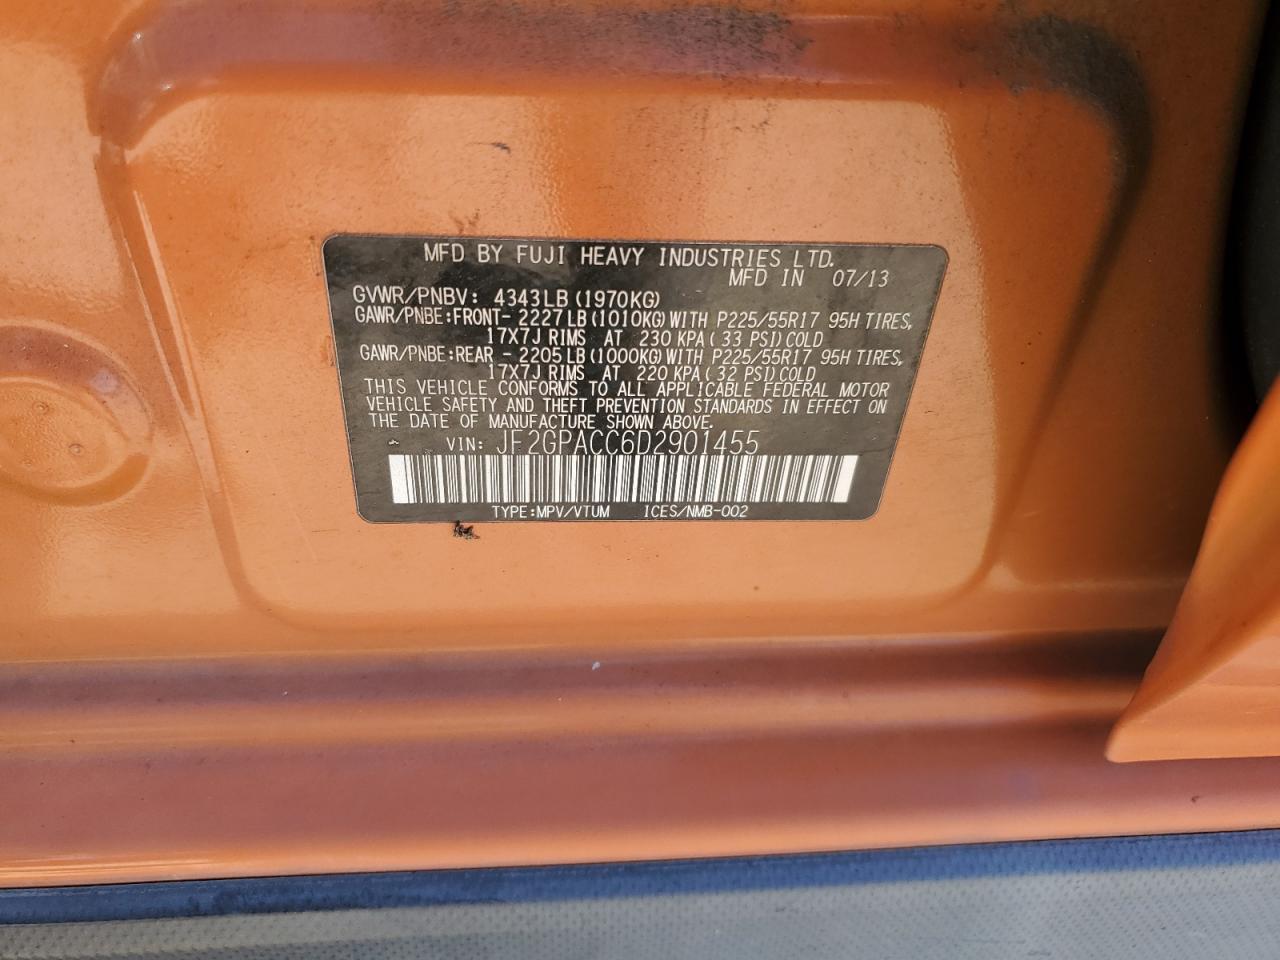 MFD BY FUJI HEAVY INDUSTRIES LTD.
MFD IN 07/13
GVWR/PNBV: 4343LB(1970KG)
GAWR/PNBE:FRONT- 2227LB(1010KG)WITH P225/55R17 95H TIRES,
17X7J RIMS AT 230 KPA(33 PSI)COLD
GAWR/PNBE:REAR - 2205LB(1000KG)WITH P225/55R17 95H TIRES,
17X7J RIMS AT 220 KPA(32 PSI)COLD
THIS VEHICLE CONFORMS TO ALL APPLICABLE FEDERAL MOTOR
VEHICLE SAFETY AND THEFT PREVENTION STANDARDS IN EFFECT ON
THE DATE OF MANUFACTURE SHOWN ABOVE.
VIN: JF2GPACC6D2901455
TYPE:MPV/VTUM ICES/NMB-002